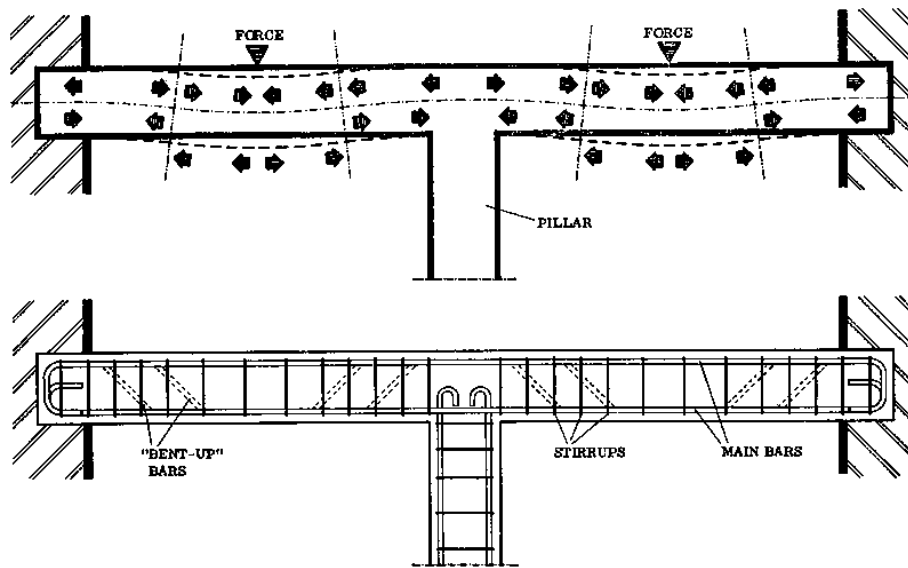 FORCE
FORCE
PILLAR
"BENT-UP"
BARS
STIRRUPS
MAIN BARS